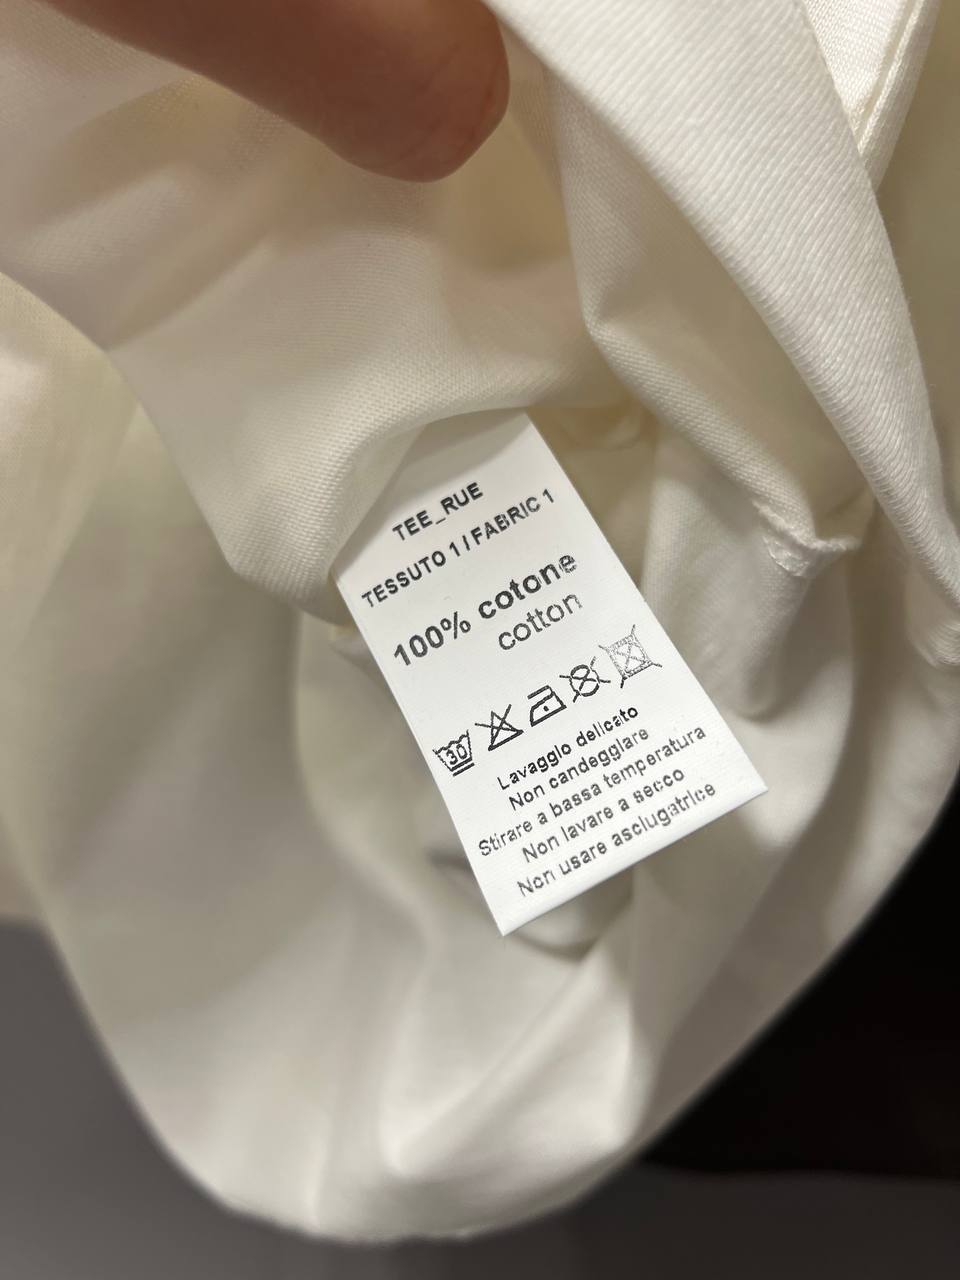 TEE_RUE
TESSUTO 1 / FABRIC 1
100% cotone
cotton
30
Lavaggio delicato
Non candeggiare
Stirare a bassa temperatura
Non lavare a secco
Non usare asciugatrice